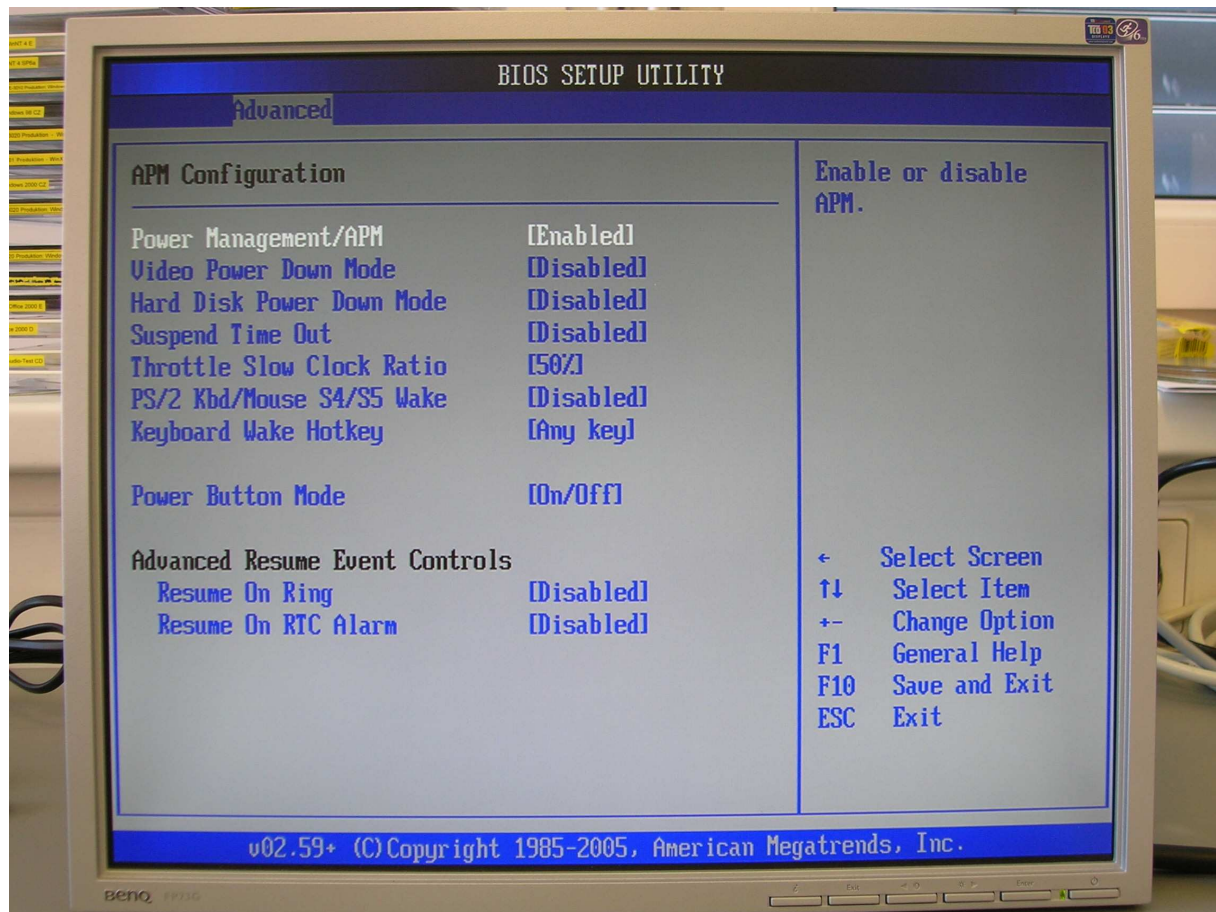 BIOS SETUP UTILITY
Advanced
APM Configuration
Power Management/APM [Enabled]
Video Power Down Mode [Disabled]
Hard Disk Power Down Mode [Disabled]
Suspend Time Out [Disabled]
Throttle Slow Clock Ratio [50%]
PS/2 Kbd/Mouse S4/S5 Wake [Disabled]
Keyboard Wake Hotkey [Any key]
Power Button Mode [On/Off]
Advanced Resume Event Controls
Resume On Ring [Disabled]
Resume On RTC Alarm [Disabled]
Enable or disable
APM.
← Select Screen
↑↓ Select Item
+- Change Option
F1 General Help
F10 Save and Exit
ESC Exit
v02.59+ (C)Copyright 1985-2005, American Megatrends, Inc.
BenQ
TCO 03
Exit
Enter